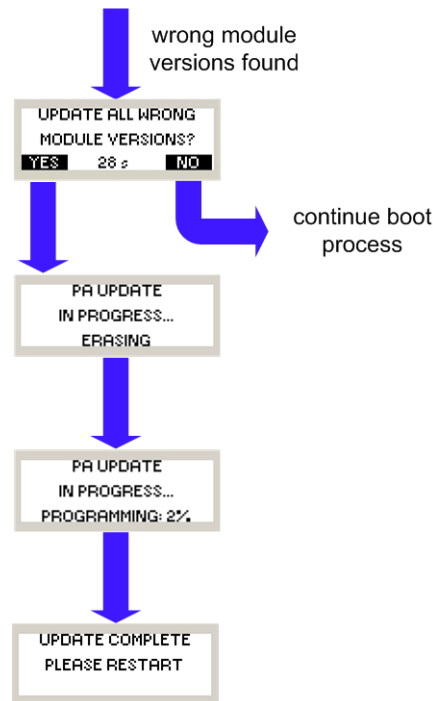 wrong module
versions found
UPDATE ALL WRONG
MODULE VERSIONS?
YES 28 s NO
continue boot
process
PA UPDATE
IN PROGRESS...
ERASING
PA UPDATE
IN PROGRESS...
PROGRAMMING: 2%
UPDATE COMPLETE
PLEASE RESTART